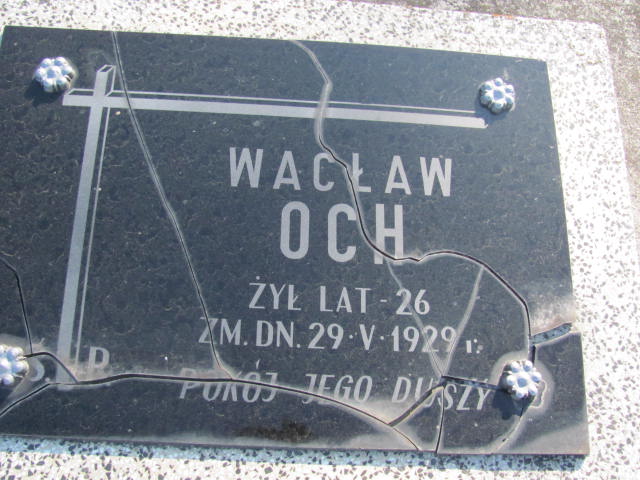 WACŁAW
OCH
ŻYŁ LAT - 26
ZM. DN. 29·V·1929 r.
POKÓJ JEGO DUSZY